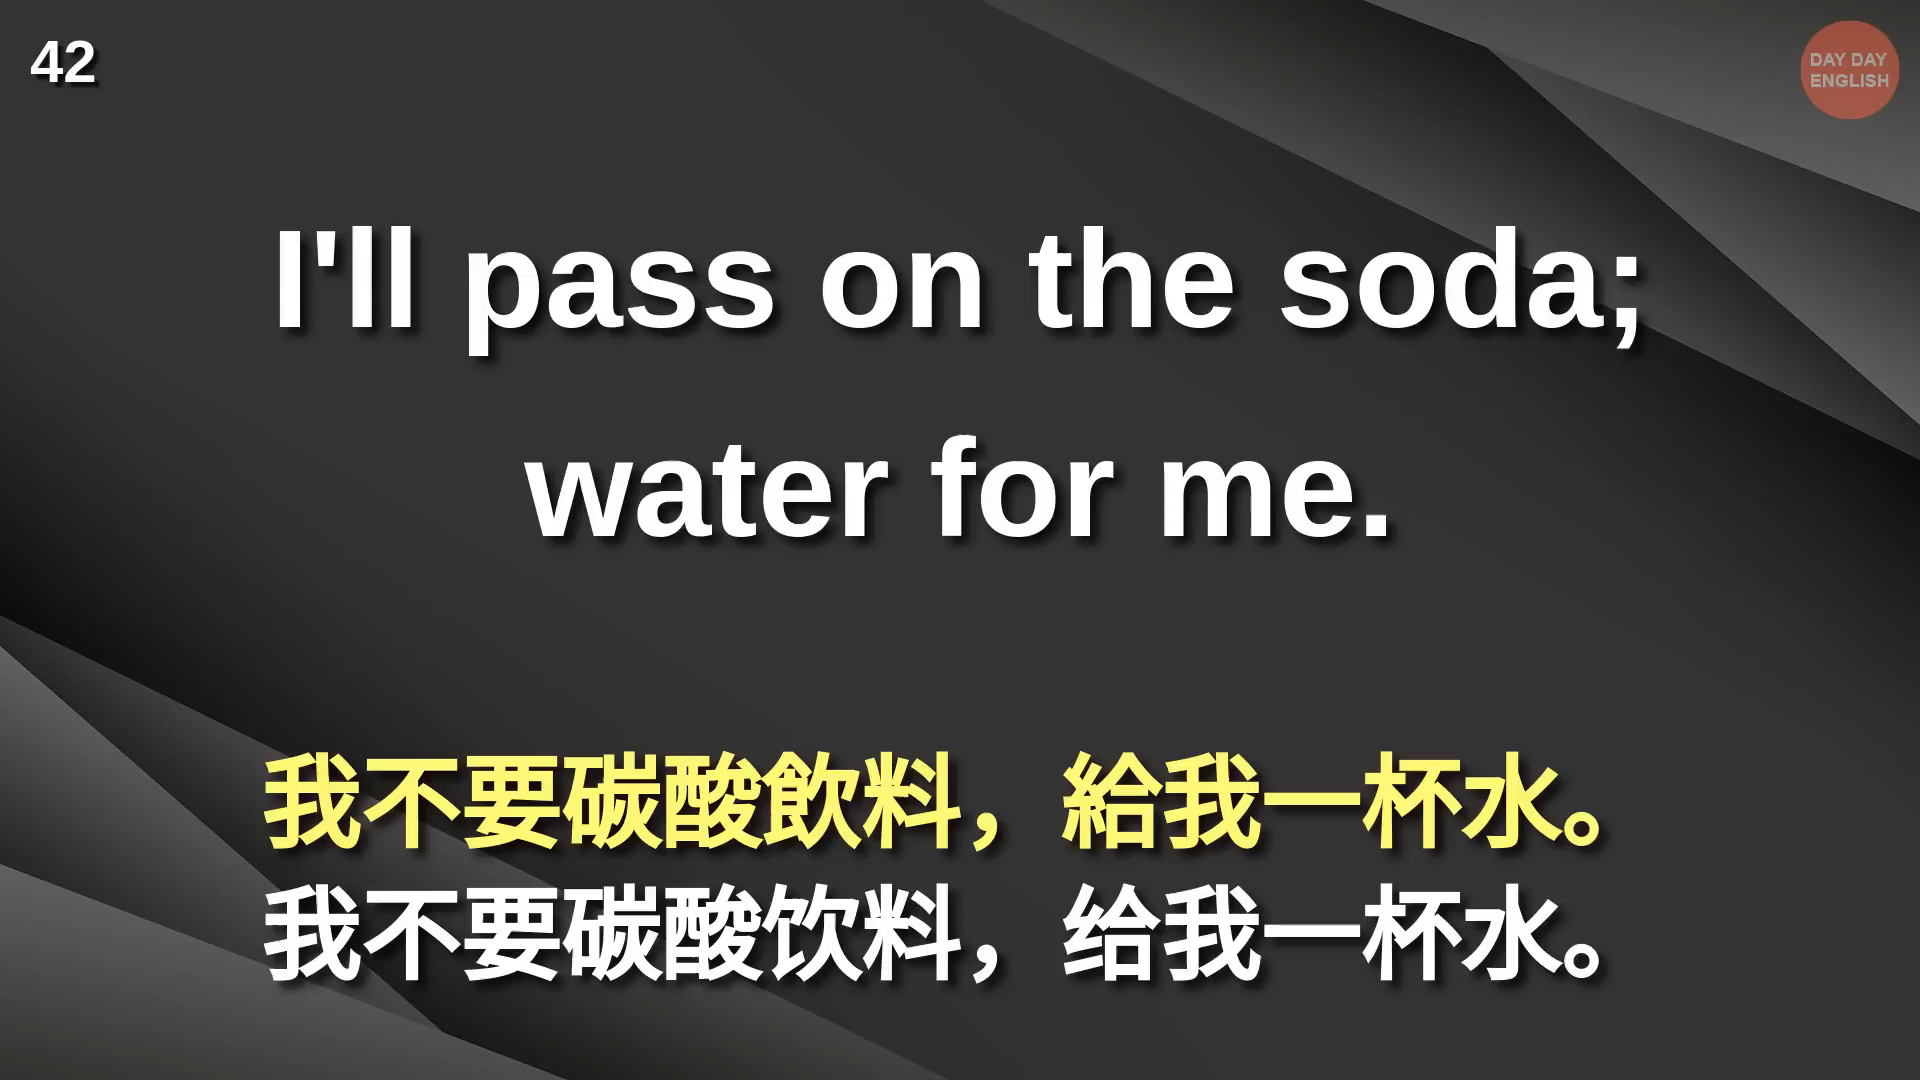 42
DAY DAY
ENGLISH
I'll pass on the soda;
water for me.
我不要碳酸飲料，給我一杯水。
我不要碳酸饮料，给我一杯水。